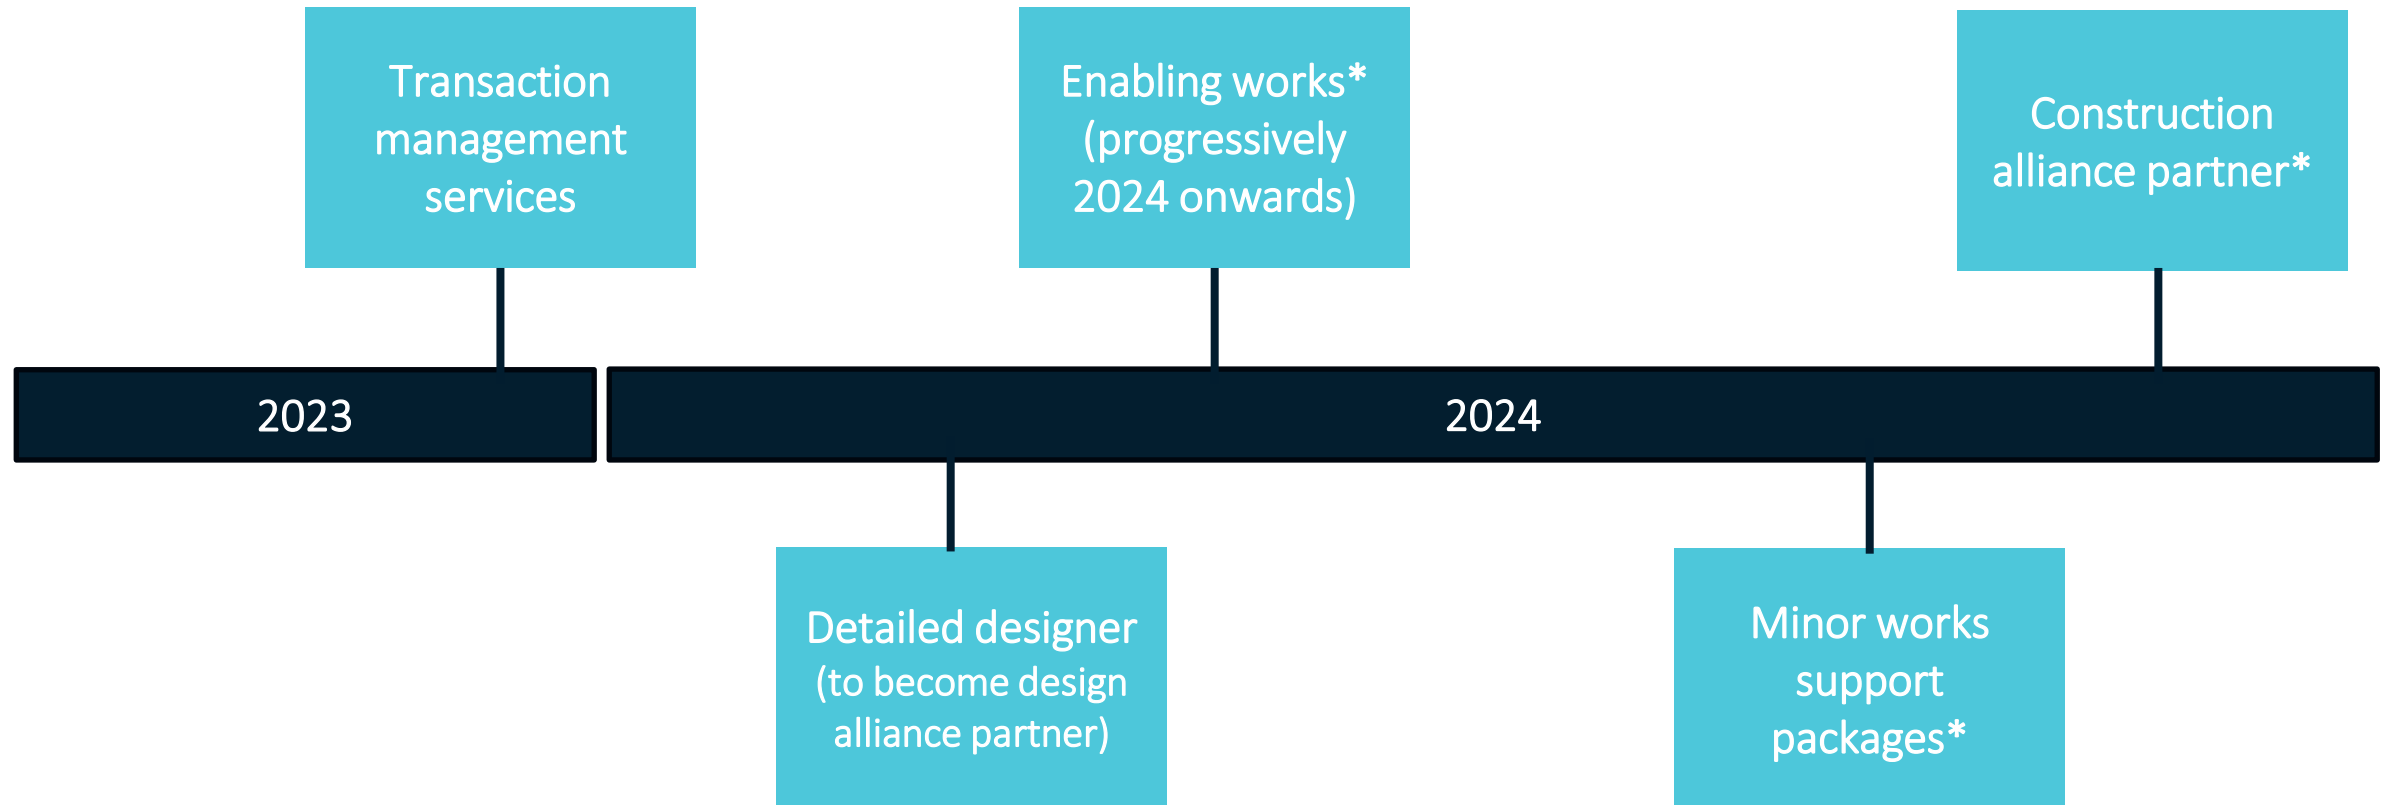 Transaction
management
services
Enabling works*
(progressively
2024 onwards)
Construction
alliance partner*
2023
2024
Detailed designer
(to become design
alliance partner)
Minor works
support
packages*